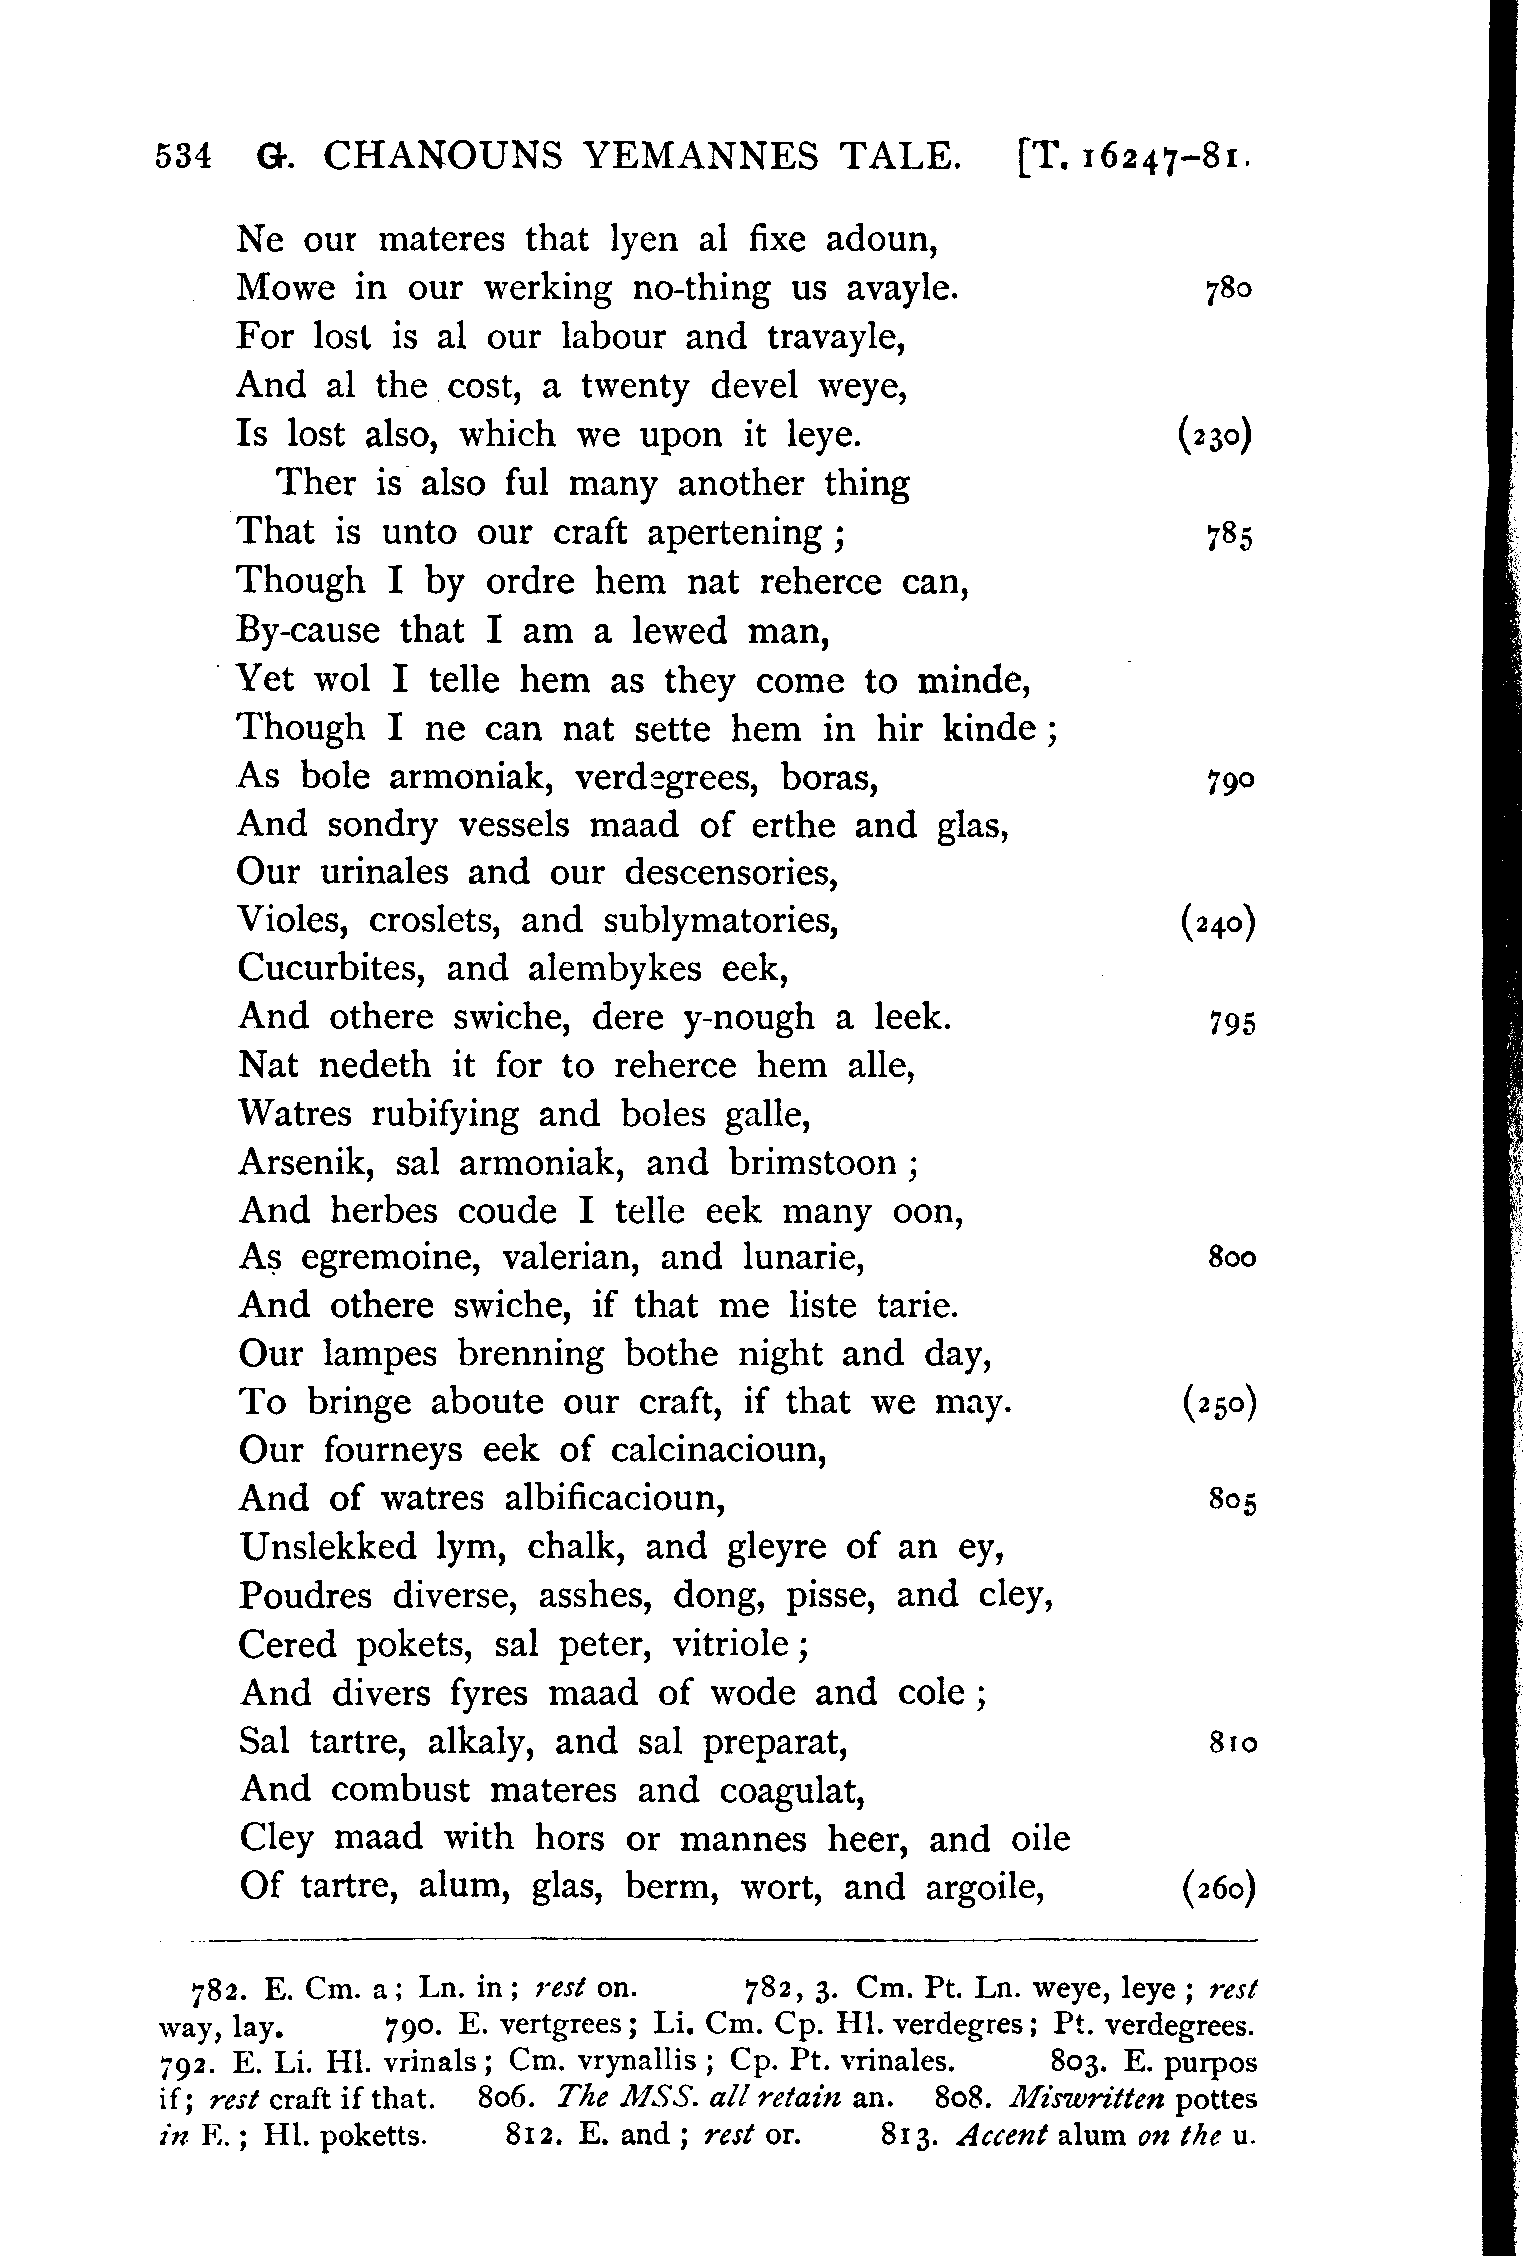 534 G. CHANOUNS YEMANNES TALE. [T. 16247-81.
Ne our materes that lyen al fixe adoun,
Mowe in our werking no-thing us avayle. 780
For lost is al our labour and travayle,
And al the cost, a twenty devel weye,
Is lost also, which we upon it leye. (230)
Ther is also ful many another thing
That is unto our craft apertening ; 785
Though I by ordre hem nat reherce can,
By-cause that I am a lewed man,
Yet wol I telle hem as they come to minde,
Though I ne can nat sette hem in hir kinde ;
As bole armoniak, verdegrees, boras, 790
And sondry vessels maad of erthe and glas,
Our urinales and our descensories,
Violes, croslets, and sublymatories, (240)
Cucurbites, and alembykes eek,
And othere swiche, dere y-nough a leek. 795
Nat nedeth it for to reherce hem alle,
Watres rubifying and boles galle,
Arsenik, sal armoniak, and brimstoon ;
And herbes coude I telle eek many oon,
As egremoine, valerian, and lunarie, 800
And othere swiche, if that me liste tarie.
Our lampes brenning bothe night and day,
To bringe aboute our craft, if that we may. (250)
Our fourneys eek of calcinacioun,
And of watres albificacioun, 805
Unslekked lym, chalk, and gleyre of an ey,
Poudres diverse, asshes, dong, pisse, and cley,
Cered pokets, sal peter, vitriole ;
And divers fyres maad of wode and cole ;
Sal tartre, alkaly, and sal preparat, 810
And combust materes and coagulat,
Cley maad with hors or mannes heer, and oile
Of tartre, alum, glas, berm, wort, and argoile, (260)
782. E. Cm. a; Ln. in; rest on. 782, 3. Cm. Pt. Ln. weye, leye ; rest
way, lay. 790. E. vertgrees; Li. Cm. Cp. Hl. verdegres; Pt. verdegrees.
792. E. Li. Hl. vrinals; Cm. vrynallis ; Cp. Pt. vrinales. 803. E. purpos
if; rest craft if that. 806. The MSS. all retain an. 808. Miswritten pottes
in E. ; Hl. poketts. 812. E. and ; rest or. 813. Accent alum on the u.